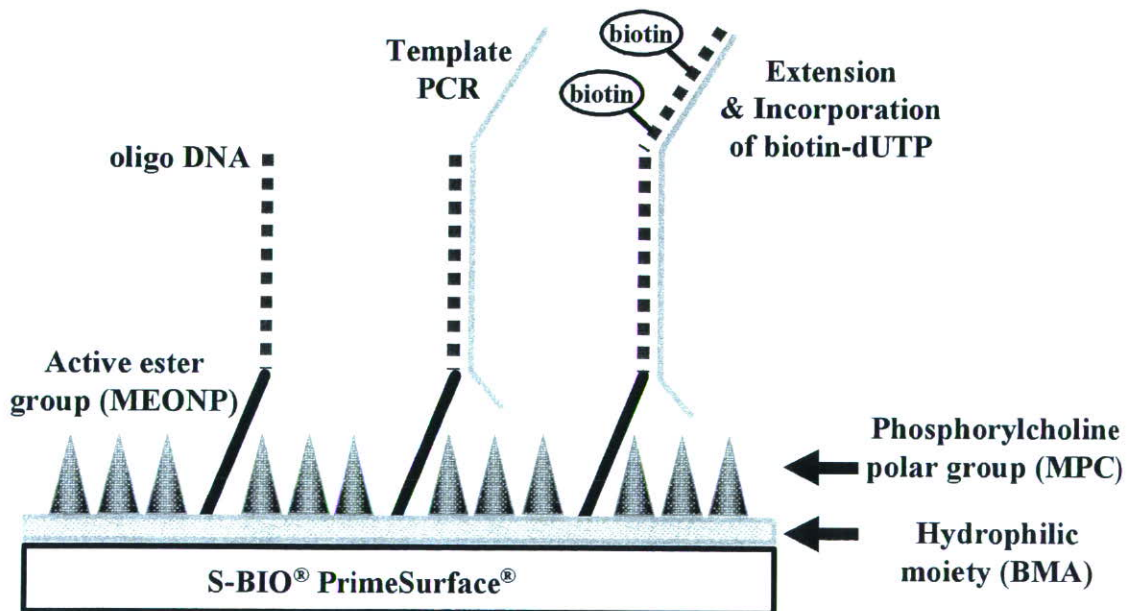 biotin
Template
PCR
biotin
Extension
& Incorporation
of biotin-dUTP
oligo DNA
Active ester
group (MEONP)
Phosphorylcholine
polar group (MPC)
Hydrophilic
moiety (BMA)
S-BIO® PrimeSurface®